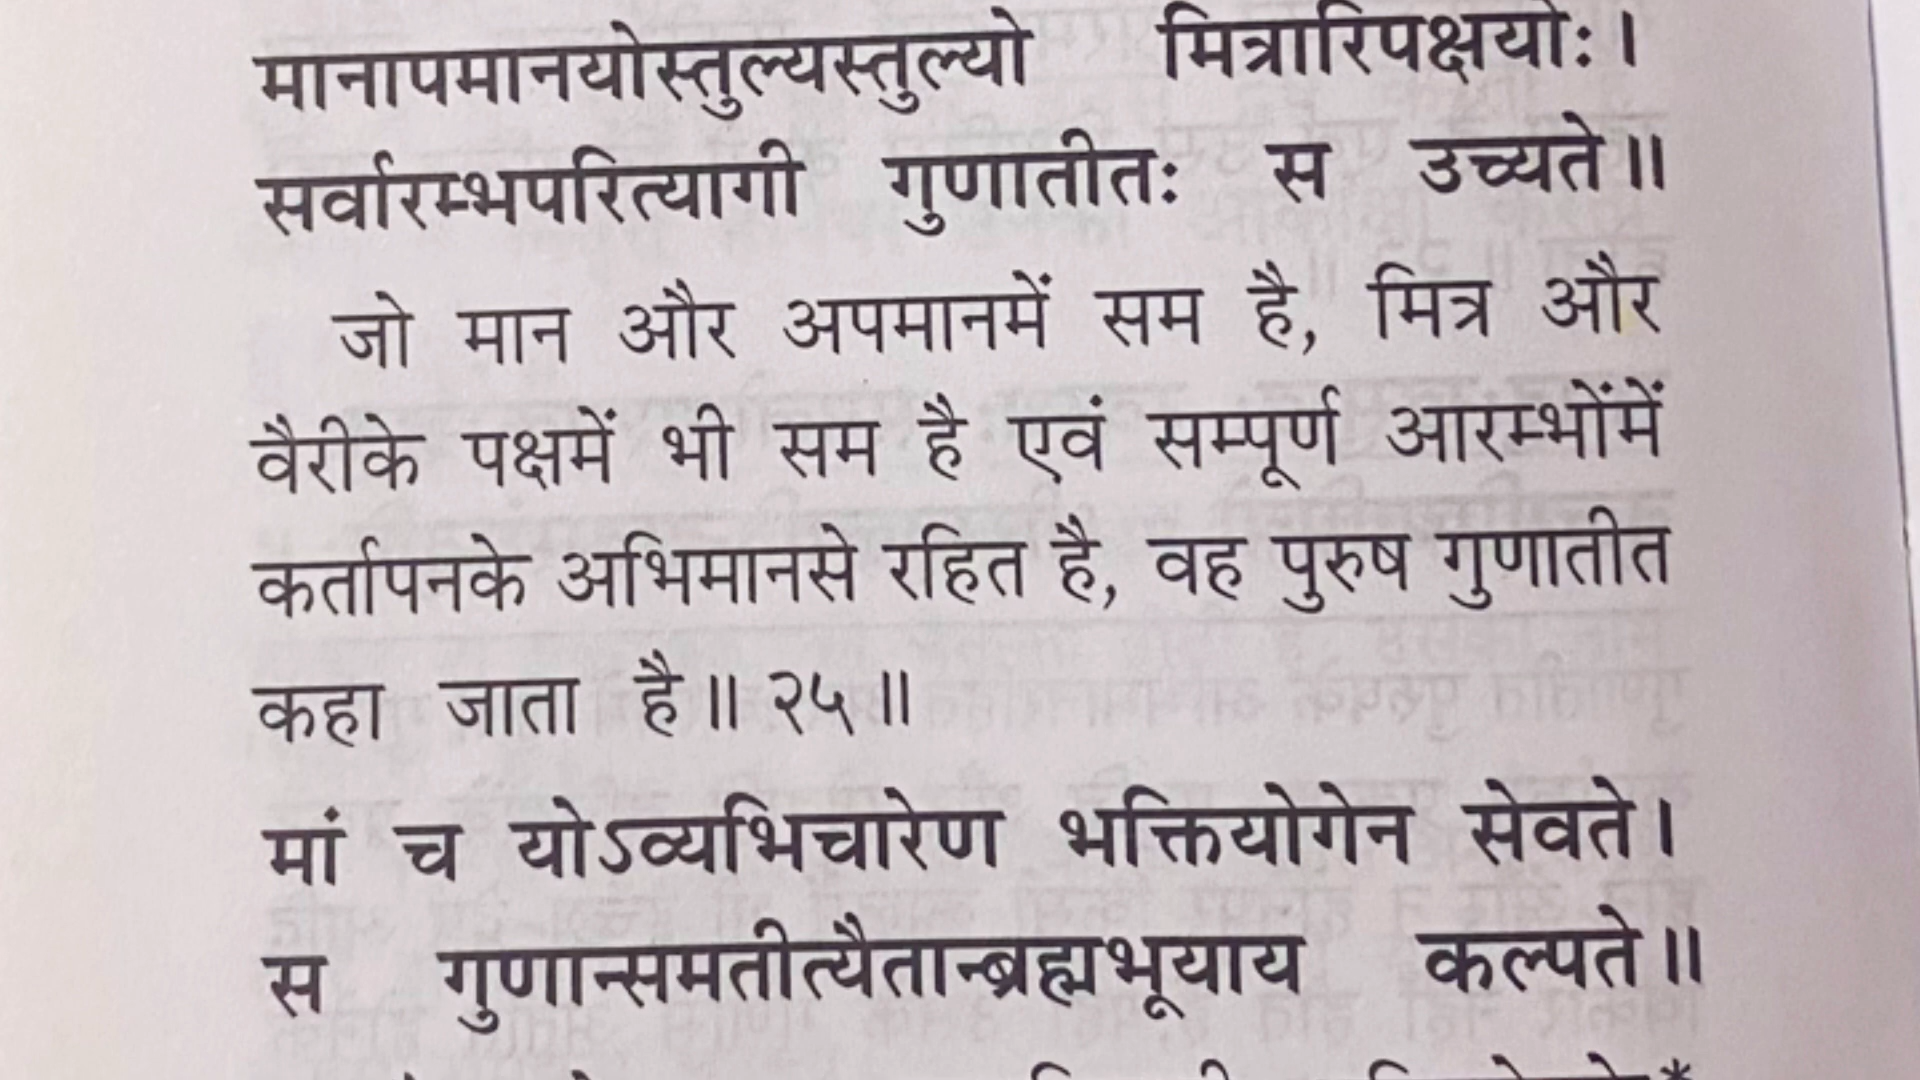 मानापमानयोस्तुल्यस्तुल्यो मित्रारिपक्षयोः।
सर्वारम्भपरित्यागी गुणातीतः स उच्यते॥
जो मान और अपमानमें सम है, मित्र और
वैरीके पक्षमें भी सम है एवं सम्पूर्ण आरम्भोंमें
कर्तापनके अभिमानसे रहित है, वह पुरुष गुणातीत
कहा जाता है॥ २५॥
मां च योऽव्यभिचारेण भक्तियोगेन सेवते।
स गुणान्समतीत्यैतान्ब्रह्मभूयाय कल्पते॥